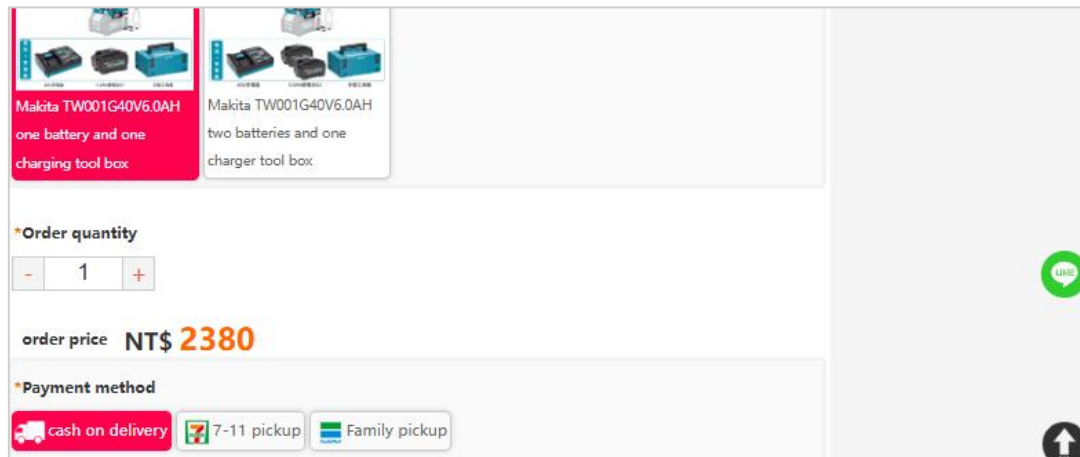 Makita TW001G40V6.0AH
one battery and one
charging tool box
Makita TW001G40V6.0AH
two batteries and one
charger tool box
*Order quantity
- 1 +
LINE
order price NT$ 2380
*Payment method
cash on delivery 7-11 pickup Family pickup